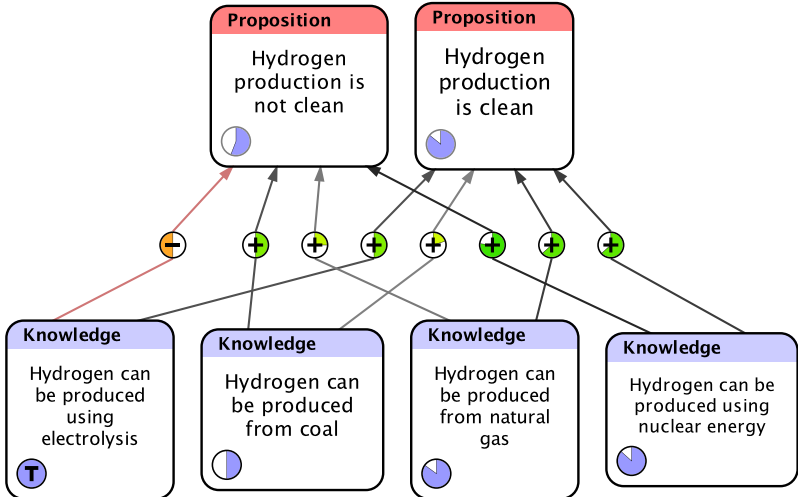 Proposition
Hydrogen
production is
not clean
Proposition
Hydrogen
production
is clean
Knowledge
Hydrogen can
be produced
using
electrolysis
T
Knowledge
Hydrogen can
be produced
from coal
Knowledge
Hydrogen can
be produced
from natural
gas
Knowledge
Hydrogen can be
produced using
nuclear energy